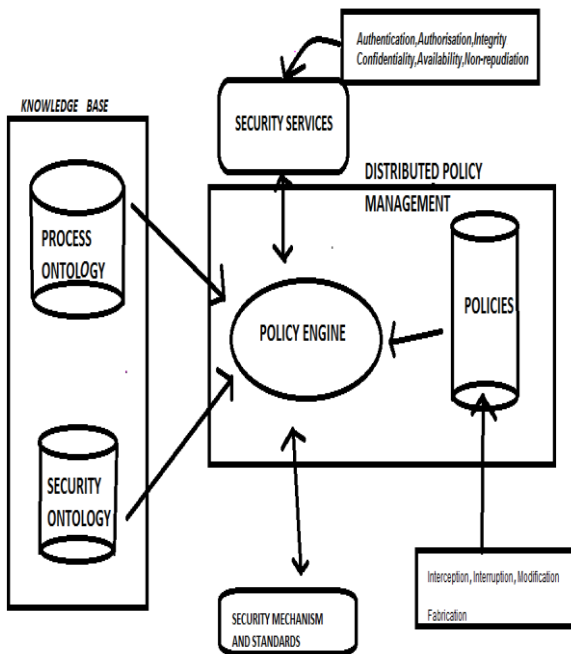 Authentication,Authorisation,Integrity
Confidentiality,Availability,Non-repudiation
KNOWLEDGE BASE
SECURITY SERVICES
DISTRIBUTED POLICY
MANAGEMENT
PROCESS
ONTOLOGY
POLICY ENGINE
POLICIES
SECURITY
ONTOLOGY
Interception, Interruption, Modification
Fabrication
SECURITY MECHANISM
AND STANDARDS